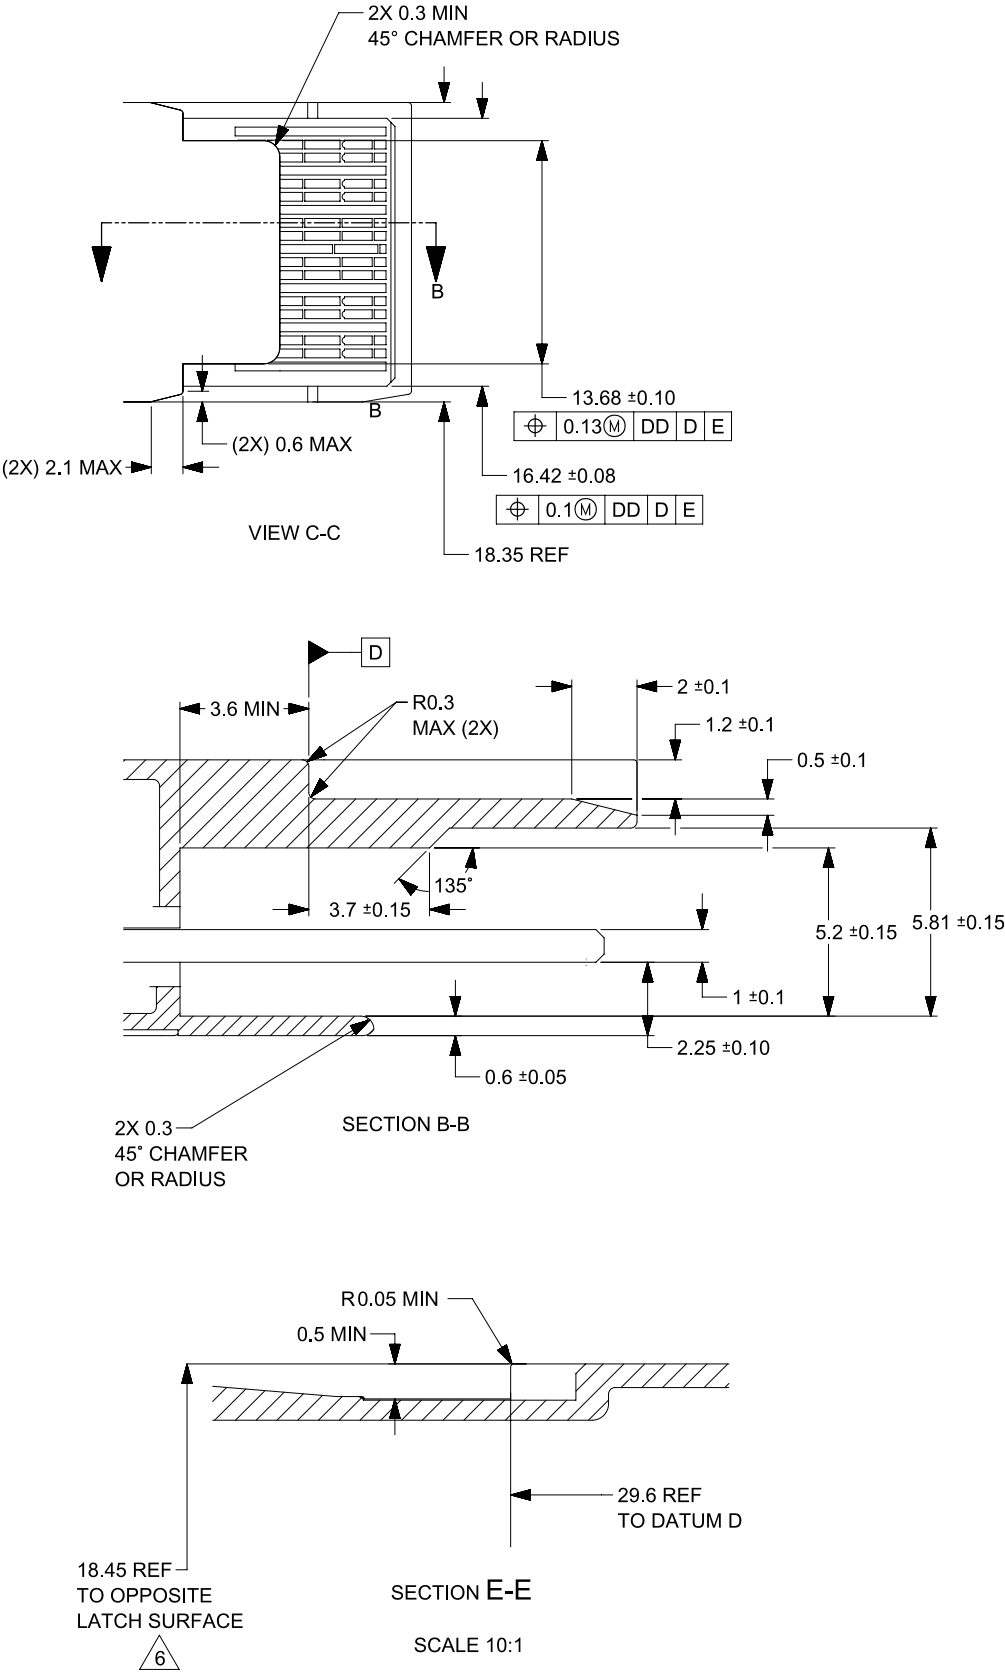 2X 0.3 MIN
45° CHAMFER OR RADIUS
B
13.68 ±0.10
⌖ 0.13Ⓜ DD D E
B
(2X) 0.6 MAX
(2X) 2.1 MAX
16.42 ±0.08
⌖ 0.1Ⓜ DD D E
VIEW C-C
18.35 REF
D
3.6 MIN
R0.3
MAX (2X)
2 ±0.1
1.2 ±0.1
0.5 ±0.1
135°
3.7 ±0.15
5.2 ±0.15
5.81 ±0.15
1 ±0.1
2.25 ±0.10
0.6 ±0.05
2X 0.3
45° CHAMFER
OR RADIUS
SECTION B-B
R0.05 MIN
0.5 MIN
29.6 REF
TO DATUM D
18.45 REF
TO OPPOSITE
LATCH SURFACE
6
SECTION E-E
SCALE 10:1